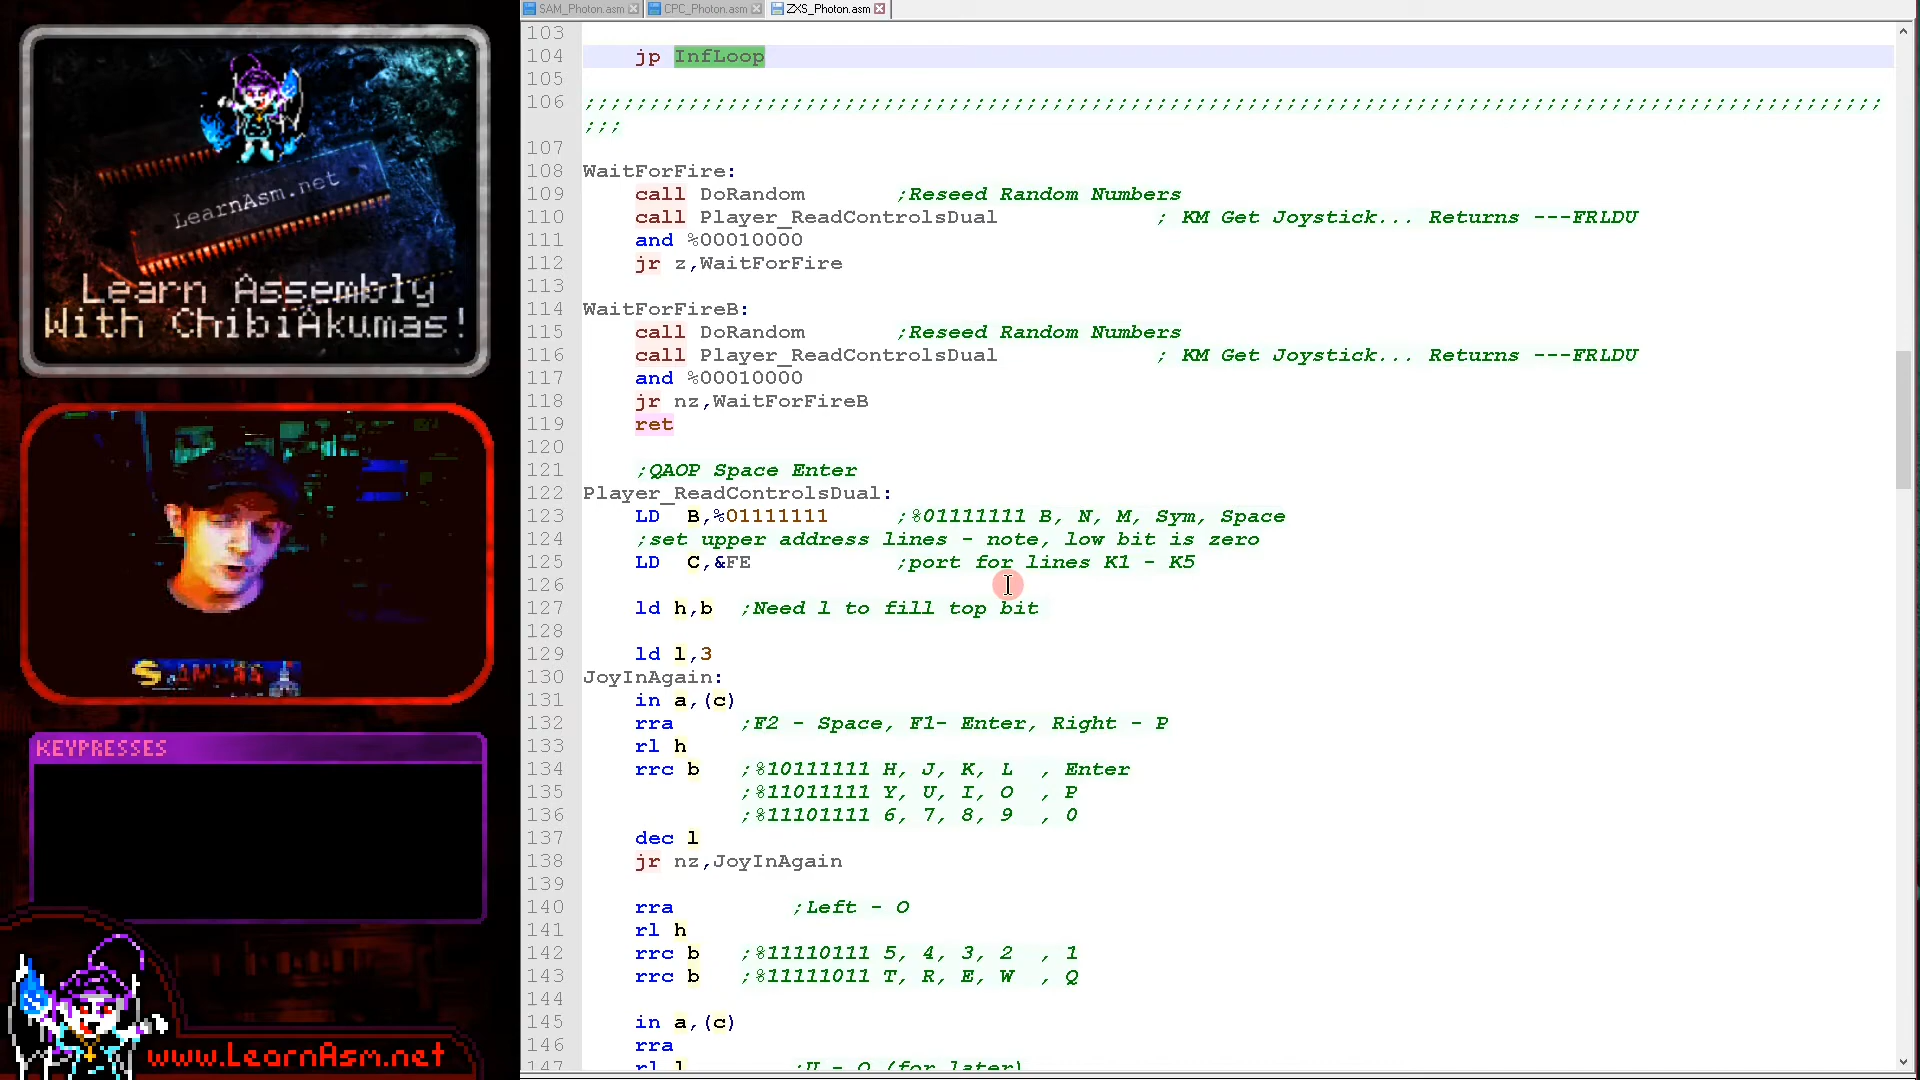 SAM_Photon.asm CPC_Photon.asm ZXS_Photon.asm
103
104 jp InfLoop
105
106 ;;;;;;;;;;;;;;;;;;;;;;;;;;;;;;;;;;;;;;;;;;;;;;;;;;;;;;;;;;;;;;;;;;;;;;;;;;;;;;;;;;;;;;;;;;;;;;;;;;;;
;;;
107
108 WaitForFire:
109 call DoRandom ;Reseed Random Numbers
110 call Player_ReadControlsDual ; KM Get Joystick... Returns ---FRLDU
111 and %00010000
112 jr z,WaitForFire
113
114 WaitForFireB:
115 call DoRandom ;Reseed Random Numbers
116 call Player_ReadControlsDual ; KM Get Joystick... Returns ---FRLDU
117 and %00010000
118 jr nz,WaitForFireB
119 ret
120
121 ;QAOP Space Enter
122 Player_ReadControlsDual:
123 LD B,%01111111 ;%01111111 B, N, M, Sym, Space
124 ;set upper address lines - note, low bit is zero
125 LD C,&FE ;port for lines K1 - K5
126
127 ld h,b ;Need l to fill top bit
128
129 ld l,3
130 JoyInAgain:
131 in a,(c)
132 rra ;F2 - Space, F1- Enter, Right - P
133 rl h
134 rrc b ;%10111111 H, J, K, L , Enter
135 ;%11011111 Y, U, I, O , P
136 ;%11101111 6, 7, 8, 9 , 0
137 dec l
138 jr nz,JoyInAgain
139
140 rra ;Left - O
141 rl h
142 rrc b ;%11110111 5, 4, 3, 2 , 1
143 rrc b ;%11111011 T, R, E, W , Q
144
145 in a,(c)
146 rra
147 rl l ;U - Q (for later)
LearnAsm.net
Learn Assembly
With ChibiAkumas!
KEYPRESSES
www.LearnAsm.net